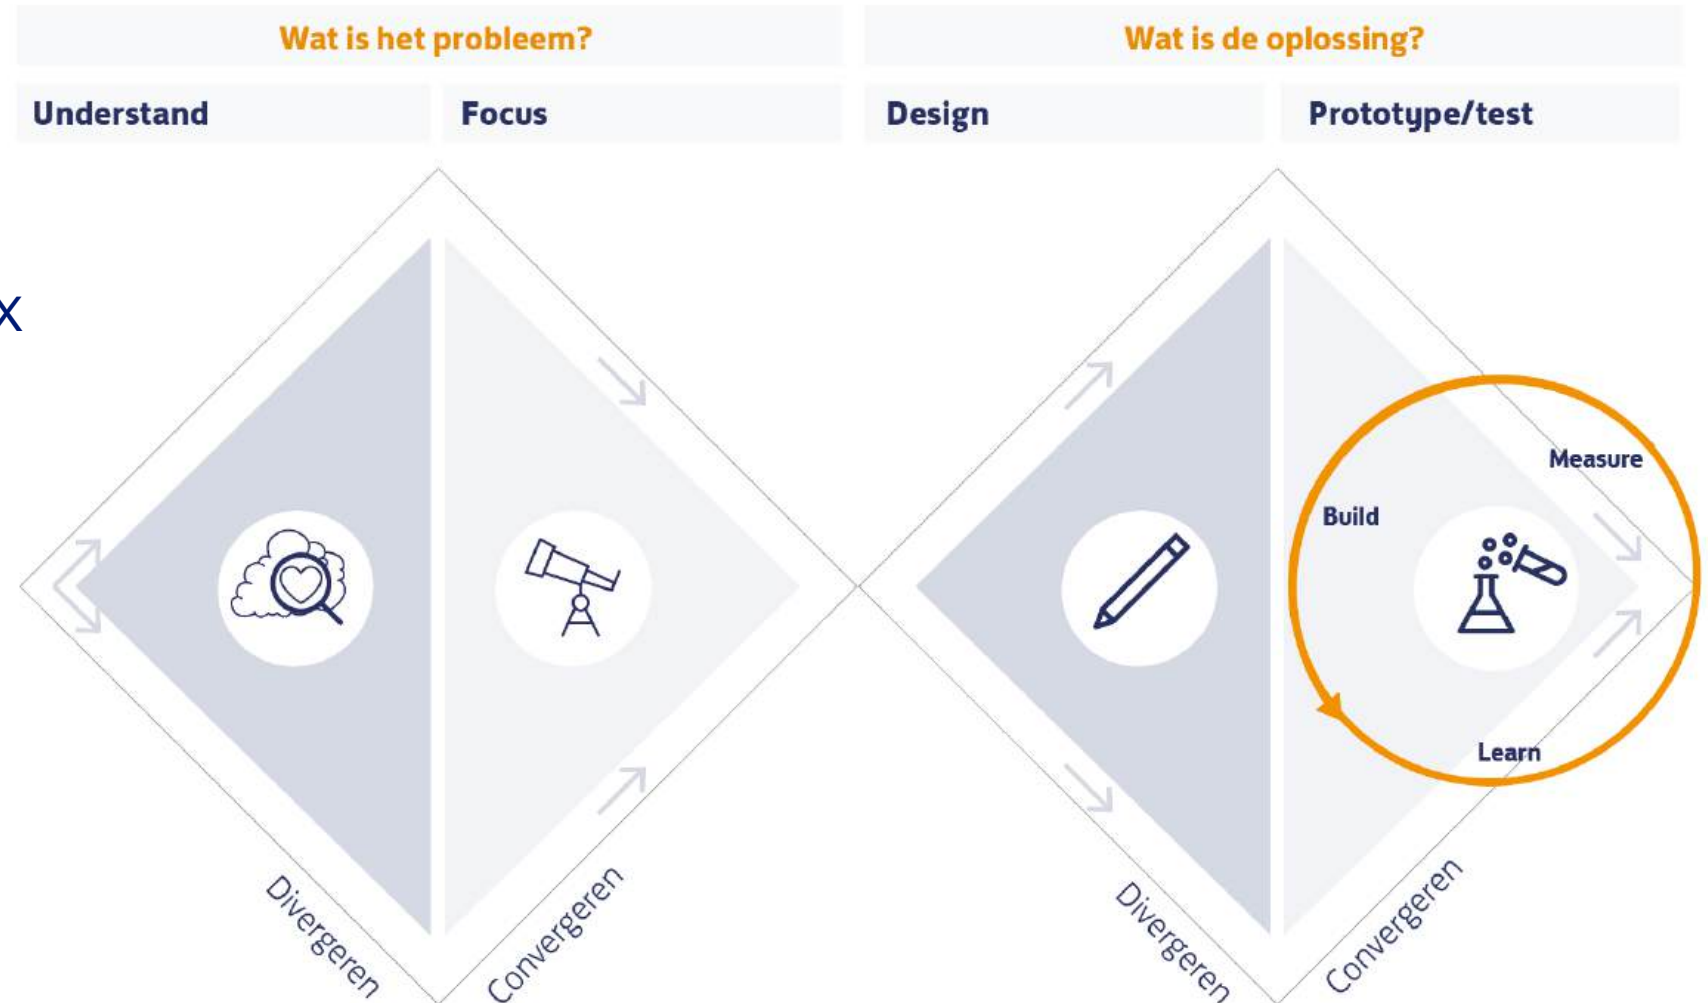 Wat is het probleem?
Wat is de oplossing?
Understand
Focus
Design
Prototype/test
x
Measure
Build
Learn
Divergeren
Convergeren
Divergeren
Convergeren